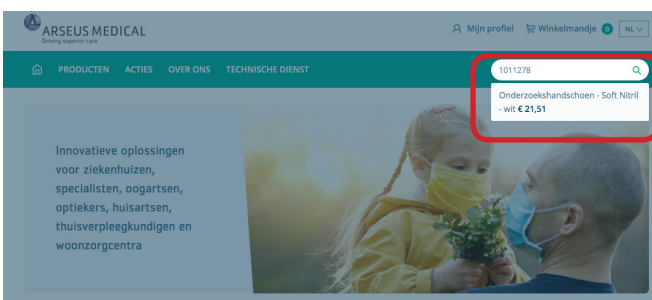 ARSEUS MEDICAL
Driving superior care
Mijn profiel Winkelmandje 0 NL
PRODUCTEN ACTIES OVER ONS TECHNISCHE DIENST
1011278
Onderzoekshandschoen - Soft Nitril
- wit € 21,51
Innovatieve oplossingen
voor ziekenhuizen,
specialisten, oogartsen,
optiekers, huisartsen,
thuisverpleegkundigen en
woonzorgcentra